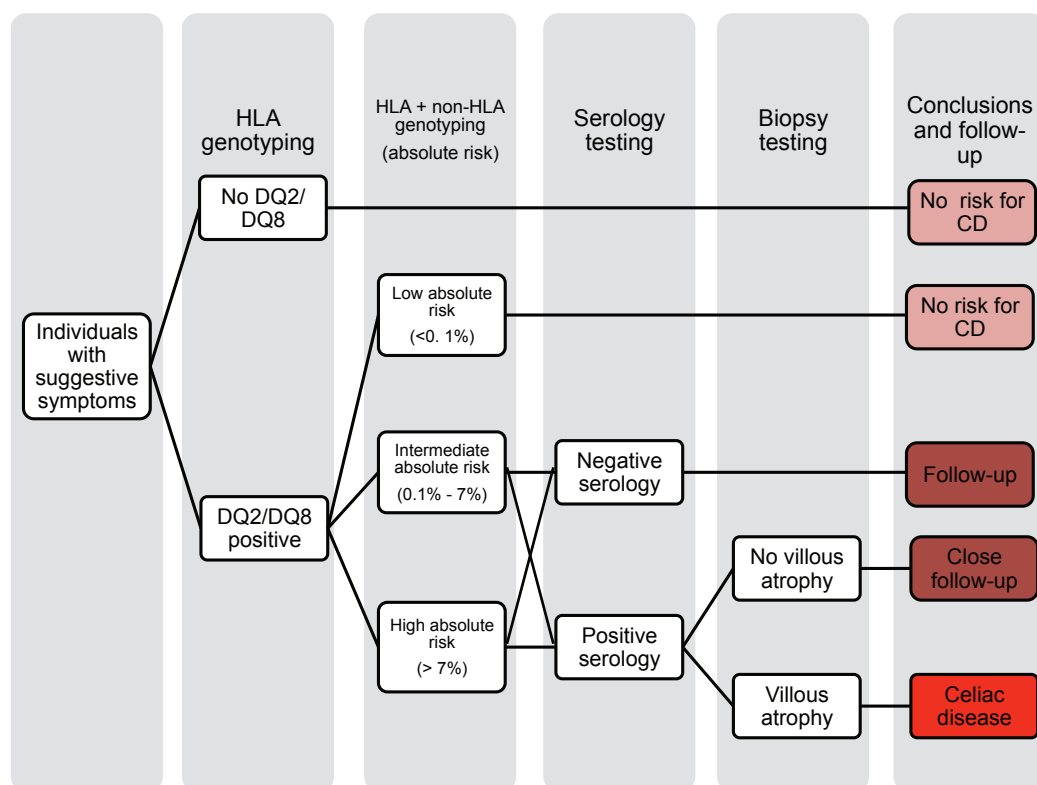 HLA
genotyping
HLA + non-HLA
genotyping
(absolute risk)
Serology
testing
Biopsy
testing
Conclusions
and follow-
up
No DQ2/
DQ8
No risk for
CD
Low absolute
risk
(<0. 1%)
No risk for
CD
Individuals
with
suggestive
symptoms
Intermediate
absolute risk
(0.1% - 7%)
Negative
serology
Follow-up
DQ2/DQ8
positive
No villous
atrophy
Close
follow-up
High absolute
risk
(> 7%)
Positive
serology
Villous
atrophy
Celiac
disease